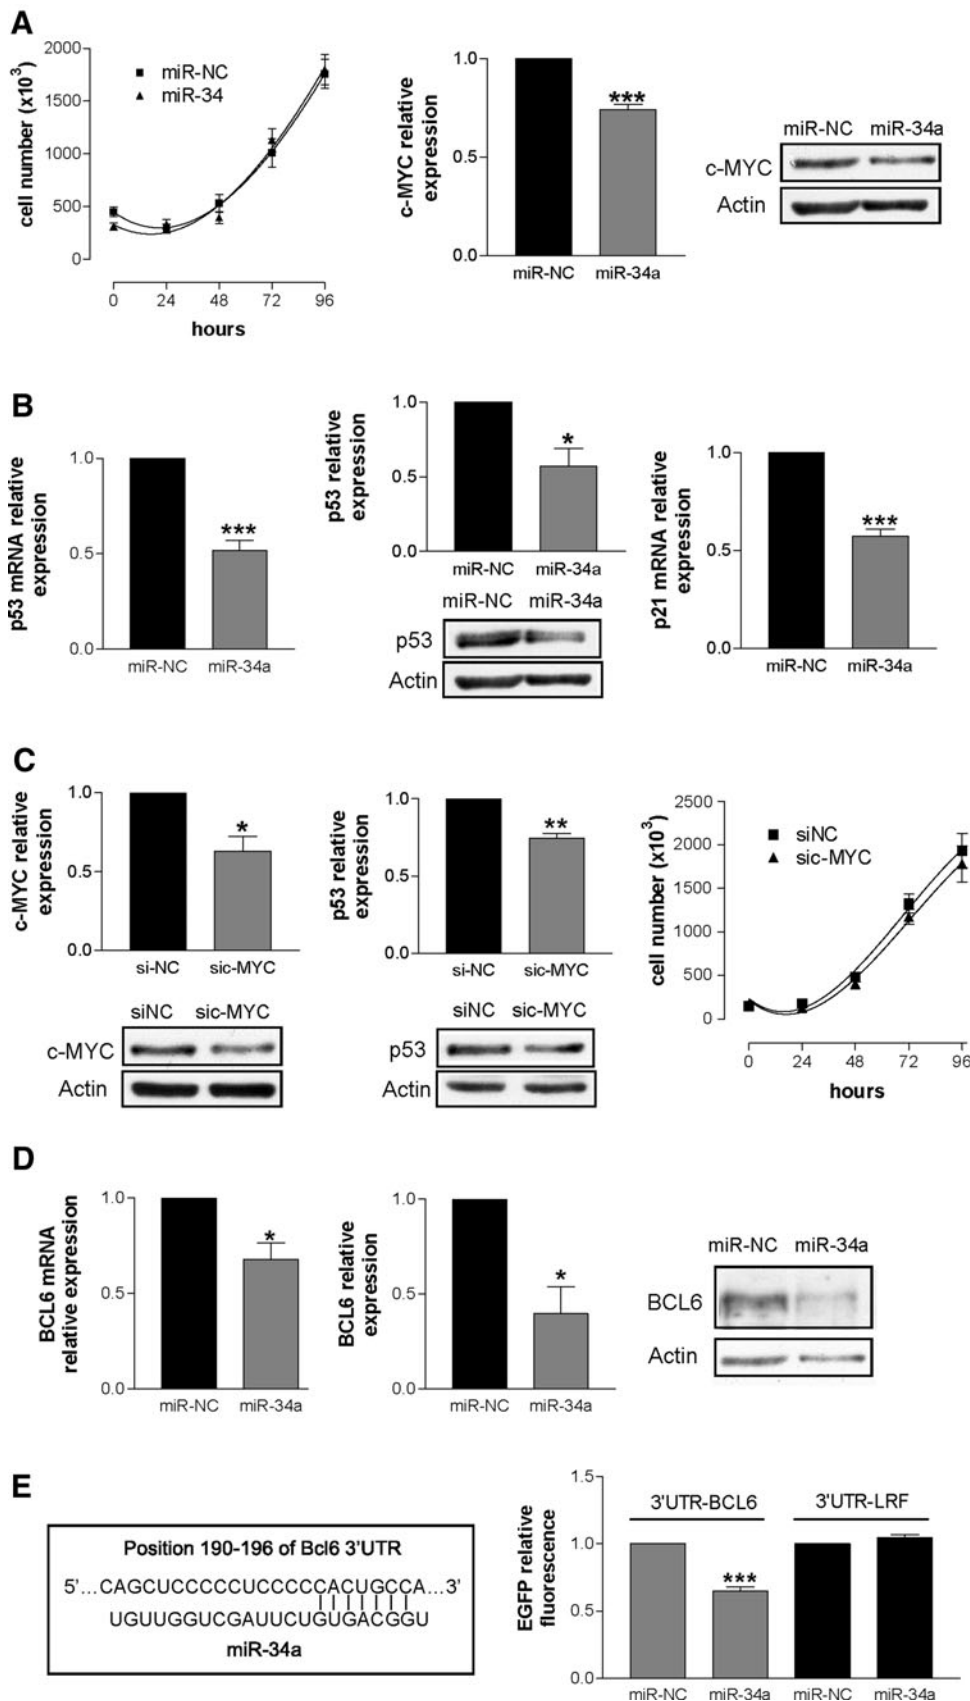 A
cell number (x10³)
2000
1500
1000
500
0
miR-NC
miR-34
0 24 48 72 96
hours
c-MYC relative
expression
1.0
0.5
0.0
***
miR-NC miR-34a
miR-NC miR-34a
c-MYC
Actin
B
p53 mRNA relative
expression
1.0
0.5
0.0
***
miR-NC miR-34a
p53 relative
expression
1.0
0.5
0.0
*
miR-NC miR-34a
miR-NC miR-34a
p53
Actin
p21 mRNA relative
expression
1.0
0.5
0.0
***
miR-NC miR-34a
C
c-MYC relative
expression
1.0
0.5
0.0
*
si-NC sic-MYC
siNC sic-MYC
c-MYC
Actin
p53 relative
expression
1.0
0.5
0.0
**
si-NC sic-MYC
siNC sic-MYC
p53
Actin
cell number (x10³)
2500
2000
1500
1000
500
0
siNC
sic-MYC
0 24 48 72 96
hours
D
BCL6 mRNA
relative expression
1.0
0.5
0.0
*
miR-NC miR-34a
BCL6 relative
expression
1.0
0.5
0.0
*
miR-NC miR-34a
miR-NC miR-34a
BCL6
Actin
E
Position 190-196 of Bcl6 3'UTR
5'...CAGCUCCCCCUCCCCCACUGCCA...3'
UGUUGGUCGAUUCUGUGACGGU
miR-34a
EGFP relative
fluorescence
1.5
1.0
0.5
0.0
3'UTR-BCL6 3'UTR-LRF
***
miR-NC miR-34a miR-NC miR-34a